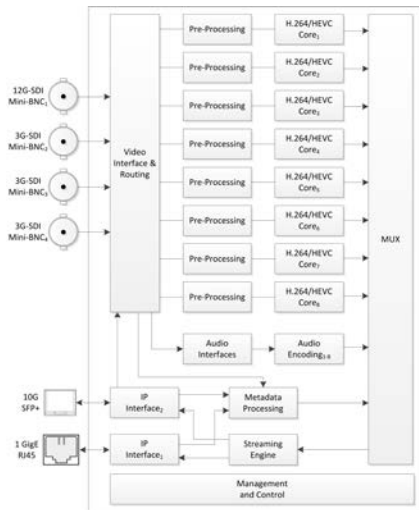 Pre-Processing
H.264/HEVC
Core₁
Pre-Processing
H.264/HEVC
Core₂
12G-SDI
Mini-BNC₁
Pre-Processing
H.264/HEVC
Core₃
3G-SDI
Mini-BNC₂
Video
Interface &
Routing
Pre-Processing
H.264/HEVC
Core₄
3G-SDI
Mini-BNC₃
Pre-Processing
H.264/HEVC
Core₅
3G-SDI
Mini-BNC₄
Pre-Processing
H.264/HEVC
Core₆
MUX
Pre-Processing
H.264/HEVC
Core₇
Pre-Processing
H.264/HEVC
Core₈
Audio
Interfaces
Audio
Encoding₁₋₈
10G
SFP+
IP
Interface₂
Metadata
Processing
1 GigE
RJ45
IP
Interface₁
Streaming
Engine
Management
and Control